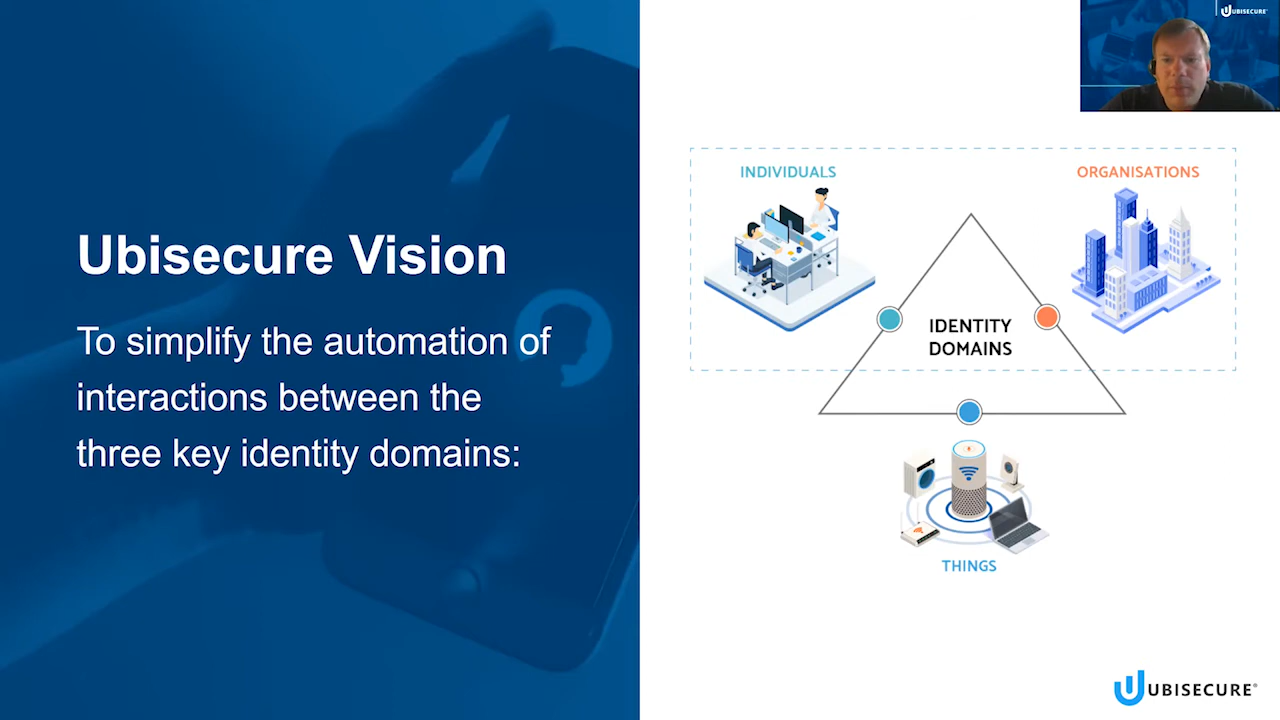 UBISECURE
Ubisecure Vision
To simplify the automation of
interactions between the
three key identity domains:
INDIVIDUALS
ORGANISATIONS
IDENTITY
DOMAINS
THINGS
UBISECURE®